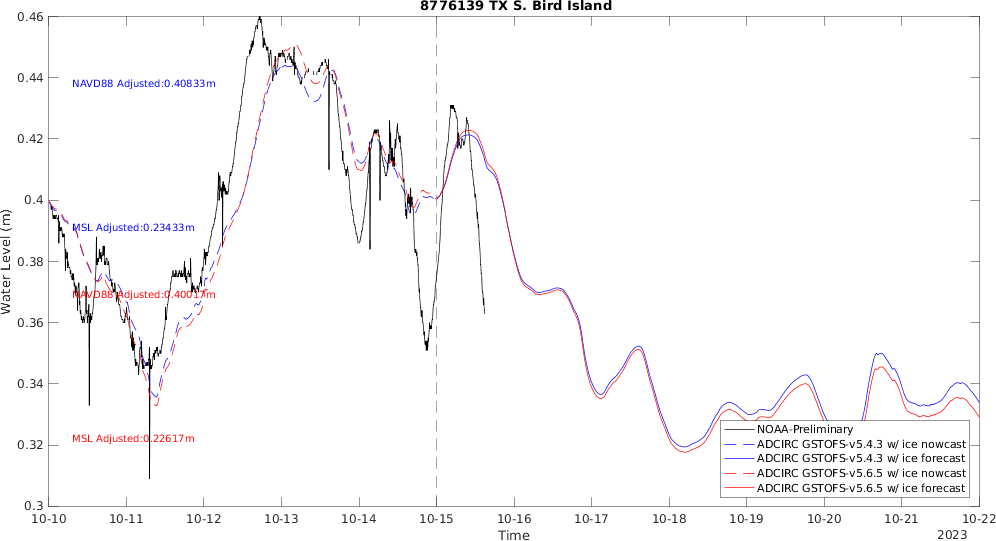 8776139 TX S. Bird Island
0.46
0.44
0.42
0.4
0.38
0.36
0.34
0.32
0.3
Water Level (m)
NAVD88 Adjusted:0.40833m
MSL Adjusted:0.23433m
NAVD88 Adjusted:0.40017m
MSL Adjusted:0.22617m
NOAA-Preliminary
ADCIRC GSTOFS-v5.4.3 w/ ice nowcast
ADCIRC GSTOFS-v5.4.3 w/ ice forecast
ADCIRC GSTOFS-v5.6.5 w/ ice nowcast
ADCIRC GSTOFS-v5.6.5 w/ ice forecast
10-10 10-11 10-12 10-13 10-14 10-15 10-16 10-17 10-18 10-19 10-20 10-21 10-22
Time
2023